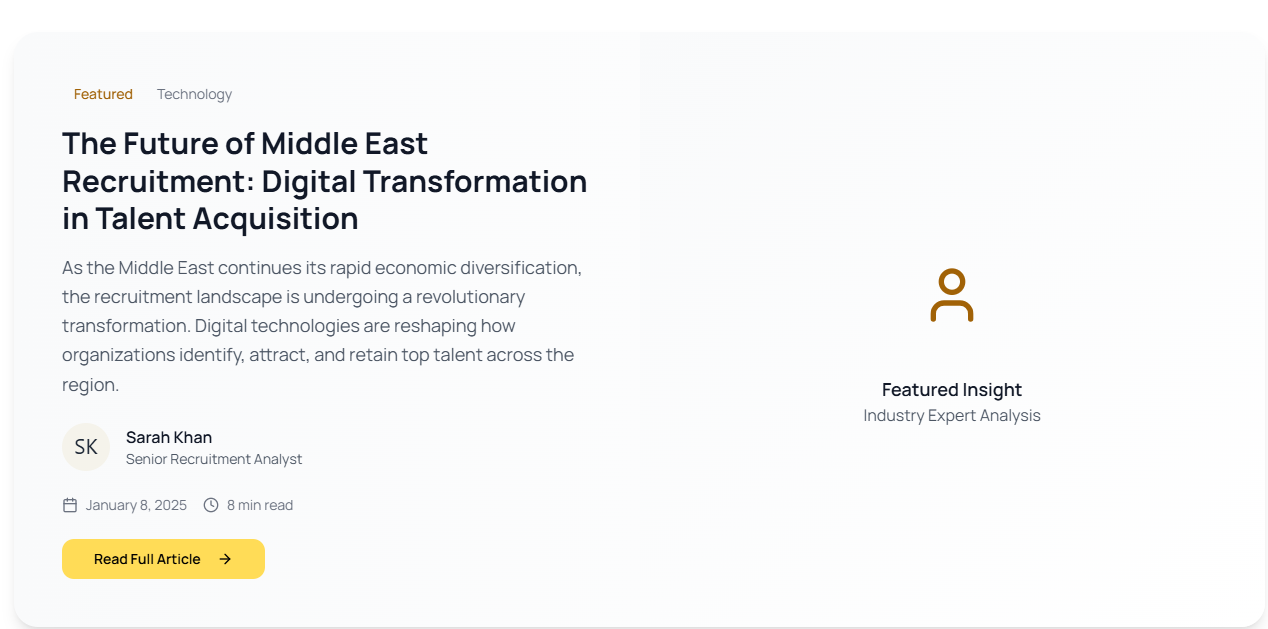 Featured Technology
The Future of Middle East
Recruitment: Digital Transformation
in Talent Acquisition
As the Middle East continues its rapid economic diversification,
the recruitment landscape is undergoing a revolutionary
transformation. Digital technologies are reshaping how
organizations identify, attract, and retain top talent across the
region.
SK
Sarah Khan
Senior Recruitment Analyst
January 8, 2025 8 min read
Read Full Article
Featured Insight
Industry Expert Analysis